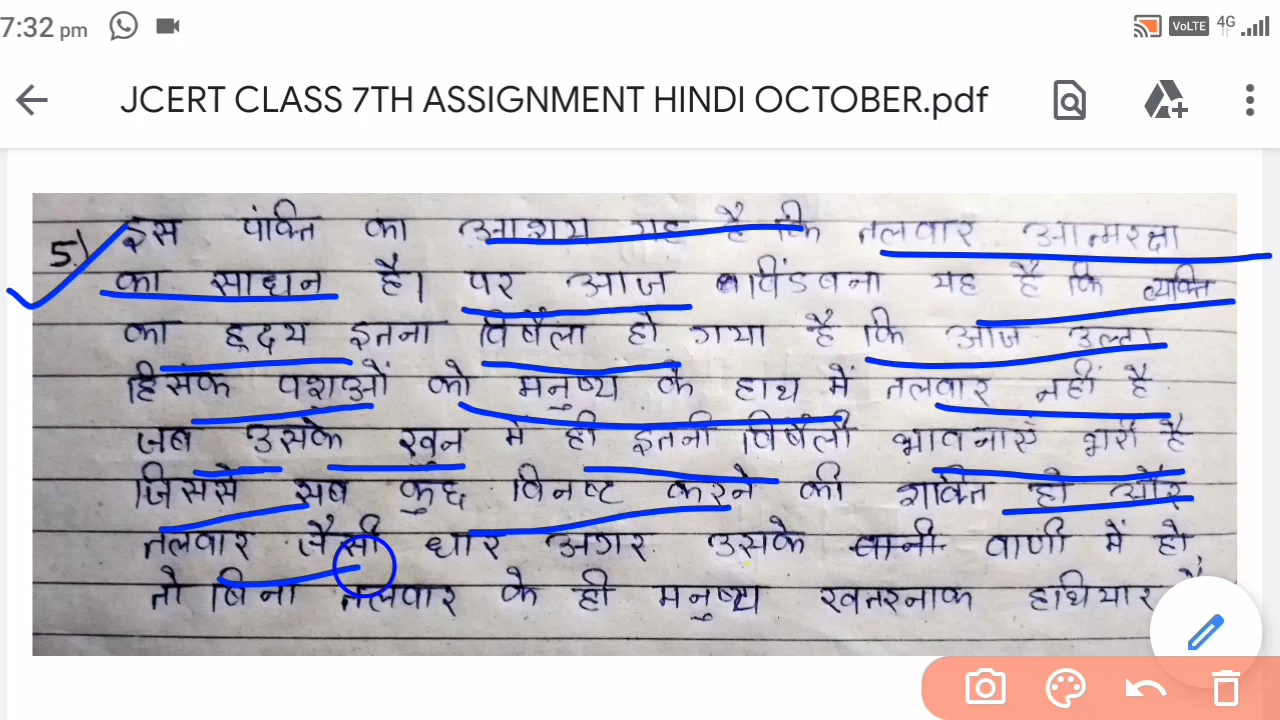 7:32 pm VoLTE 4G
JCERT CLASS 7TH ASSIGNMENT HINDI OCTOBER.pdf
5.) इस पंक्ति का आशय यह है कि तलवार आत्मरक्षा
का साधन है। पर आज विडंबना यह है कि व्यक्ति
का हृदय इतना विषैला हो गया है कि आज उल्टा
हिसंक पशुओं को मनुष्य के हाथ में तलवार नहीं है
जब उसके खून में ही इतनी विषैली भावनाएँ भरी है
जिससे सब कुछ विनष्ट करने की शक्ति हो और
तलवार जैसी धार अगर उसके बानी वाणी में हो
तो बिना तलवार के ही मनुष्य खतरनाक हथियार